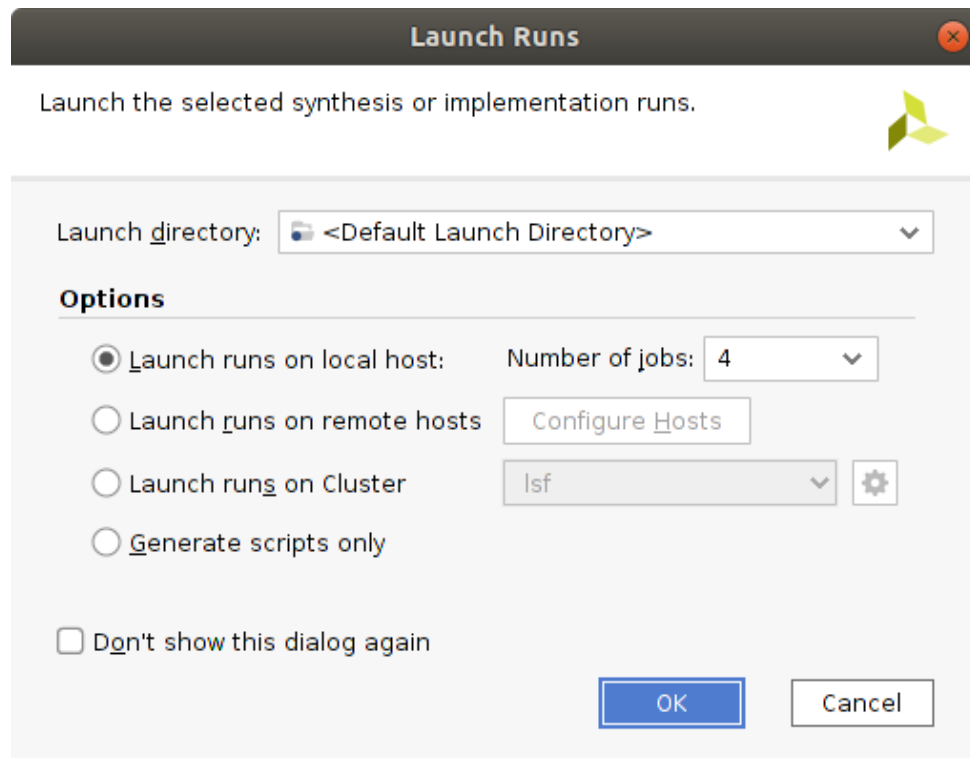 Launch Runs
Launch the selected synthesis or implementation runs.
Launch directory: <Default Launch Directory>
Options
Launch runs on local host: Number of jobs: 4
Launch runs on remote hosts Configure Hosts
Launch runs on Cluster lsf
Generate scripts only
Don't show this dialog again
OK Cancel